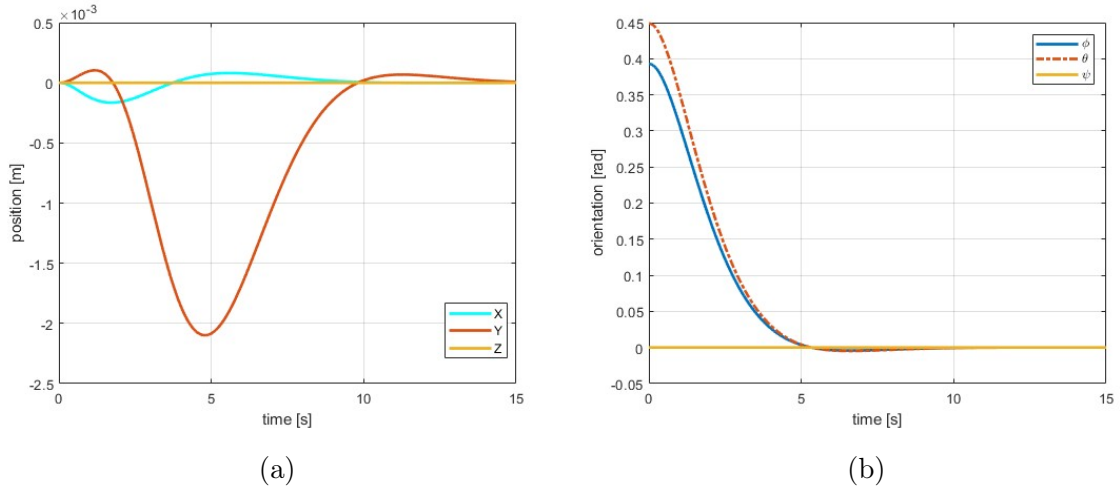 × 10⁻³
0.5
0
-0.5
-1
-1.5
-2
-2.5
0 5 10 15
position [m]
time [s]
X
Y
Z
(a)
0.45
0.4
0.35
0.3
0.25
0.2
0.15
0.1
0.05
0
-0.05
0 5 10 15
orientation [rad]
time [s]
ϕ
θ
ψ
(b)